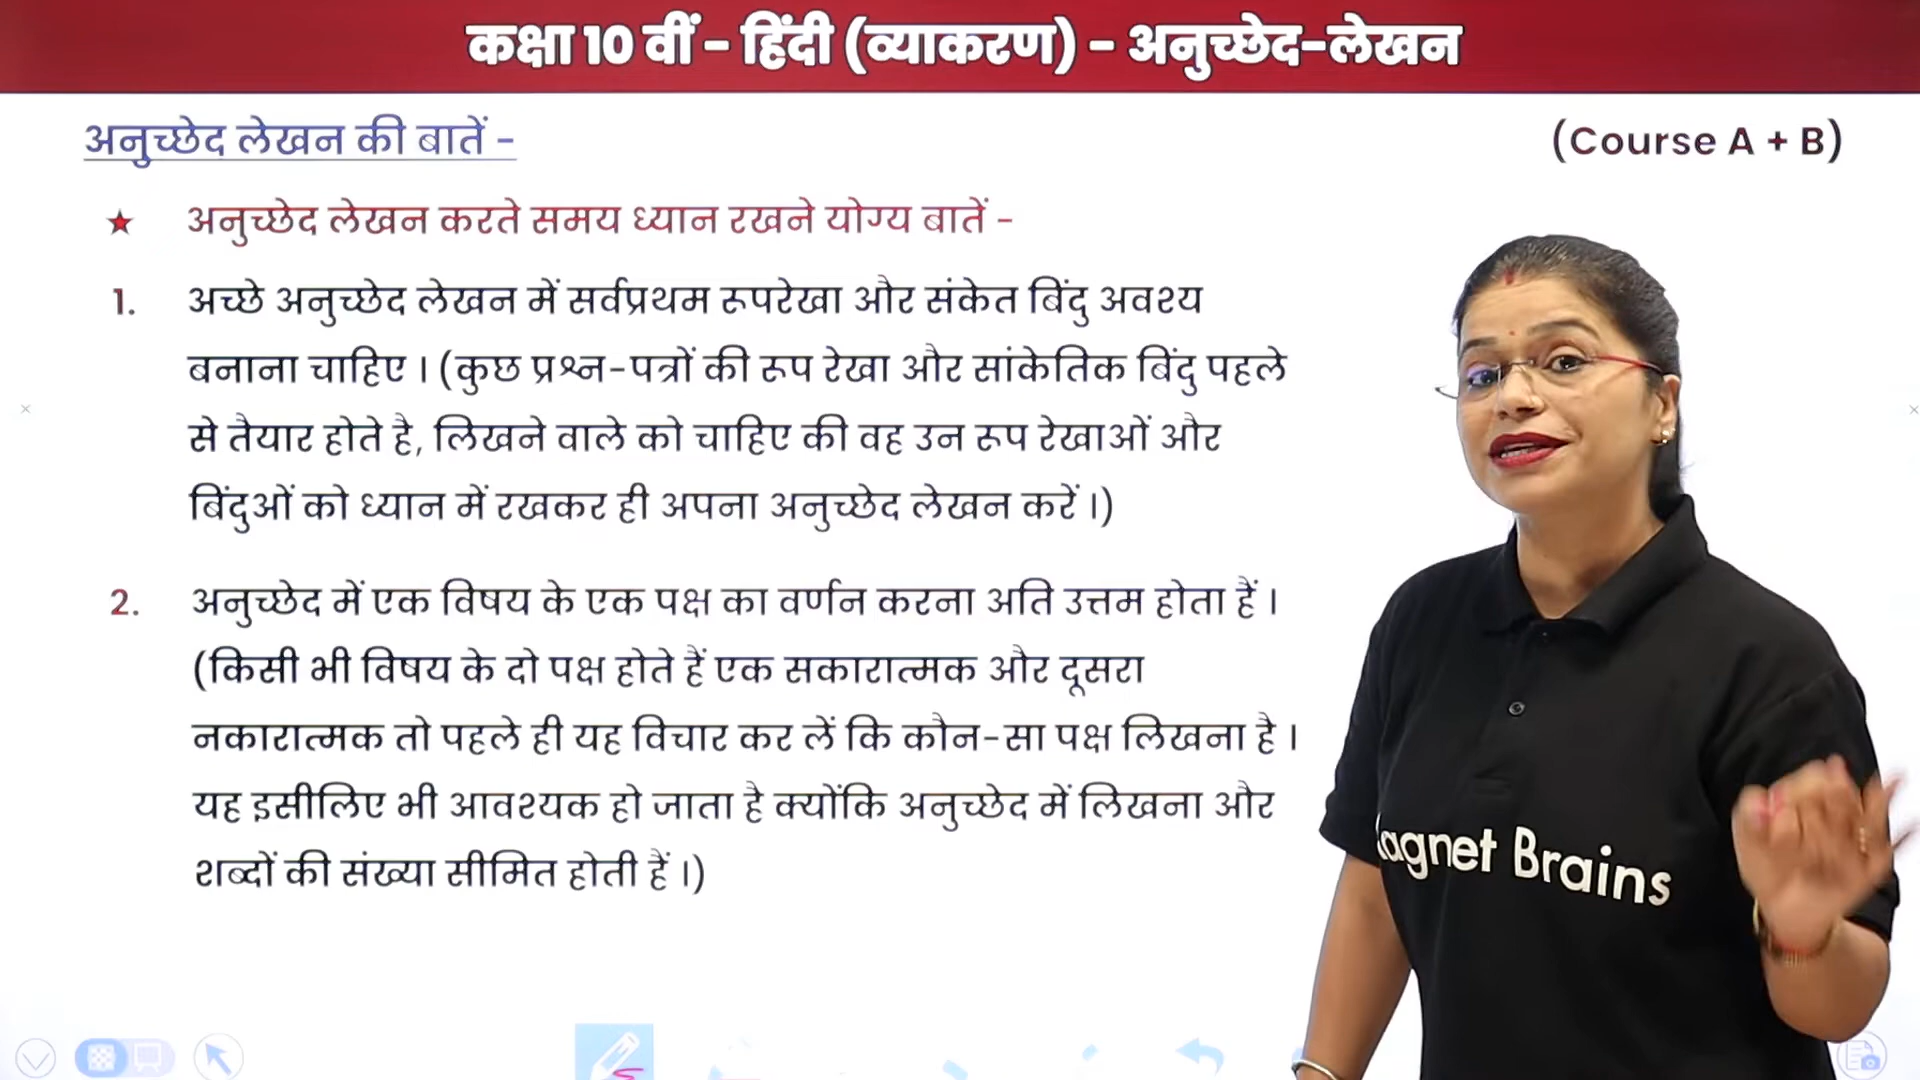 कक्षा 10 वीं - हिंदी (व्याकरण) - अनुच्छेद-लेखन
अनुच्छेद लेखन की बातें -
(Course A + B)
★ अनुच्छेद लेखन करते समय ध्यान रखने योग्य बातें -
1. अच्छे अनुच्छेद लेखन में सर्वप्रथम रूपरेखा और संकेत बिंदु अवश्य
बनाना चाहिए । (कुछ प्रश्न-पत्रों की रूप रेखा और सांकेतिक बिंदु पहले
से तैयार होते है, लिखने वाले को चाहिए की वह उन रूप रेखाओं और
बिंदुओं को ध्यान में रखकर ही अपना अनुच्छेद लेखन करें ।)
2. अनुच्छेद में एक विषय के एक पक्ष का वर्णन करना अति उत्तम होता हैं ।
(किसी भी विषय के दो पक्ष होते हैं एक सकारात्मक और दूसरा
नकारात्मक तो पहले ही यह विचार कर लें कि कौन-सा पक्ष लिखना है ।
यह इसीलिए भी आवश्यक हो जाता है क्योंकि अनुच्छेद में लिखना और
शब्दों की संख्या सीमित होती हैं ।)
agnet Brains